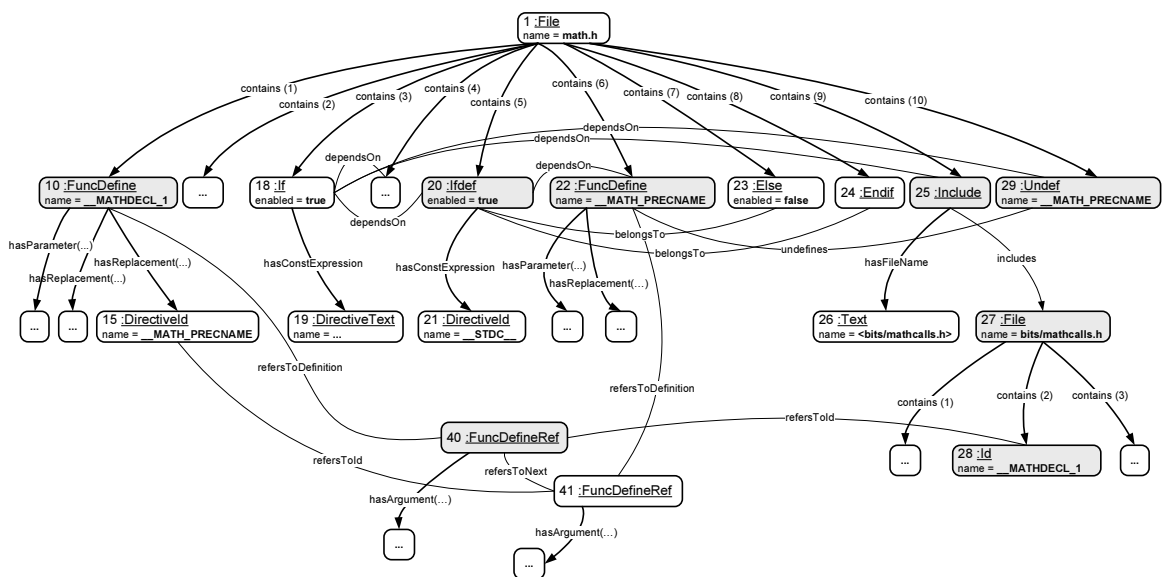 1 :File
name = math.h
contains (1)
contains (2)
contains (3)
contains (4)
contains (5)
contains (6)
contains (7)
contains (8)
contains (9)
contains (10)
dependsOn
dependsOn
dependsOn
dependsOn
dependsOn
10 :FuncDefine
name = __MATHDECL_1
...
18 :If
enabled = true
...
20 :Ifdef
enabled = true
22 :FuncDefine
name = __MATH_PRECNAME
23 :Else
enabled = false
24 :Endif
25 :Include
29 :Undef
name = __MATH_PRECNAME
belongsTo
belongsTo
undefines
hasParameter(...)
hasReplacement(...)
hasReplacement(...)
hasConstExpression
hasConstExpression
hasParameter(...)
hasReplacement(...)
hasFileName
includes
...
...
15 :DirectiveId
name = __MATH_PRECNAME
19 :DirectiveText
name = ...
21 :DirectiveId
name = __STDC__
...
...
26 :Text
name = <bits/mathcalls.h>
27 :File
name = bits/mathcalls.h
refersToDefinition
refersToDefinition
contains (1)
contains (2)
contains (3)
refersToId
40 :FuncDefineRef
refersToId
refersToNext
...
28 :Id
name = __MATHDECL_1
...
41 :FuncDefineRef
hasArgument(...)
hasArgument(...)
...
...